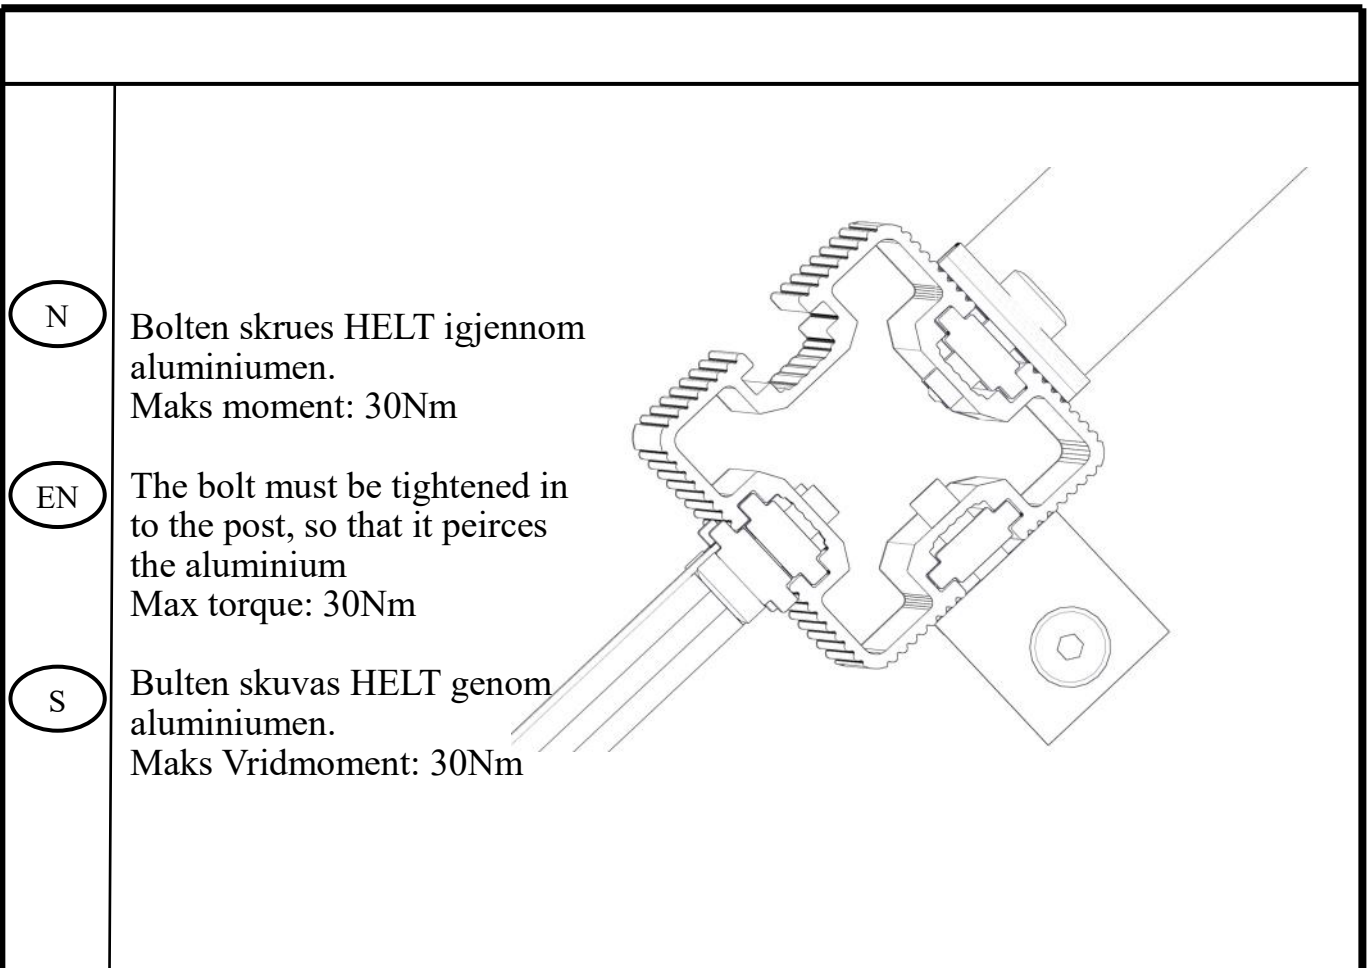 N
Bolten skrues HELT igjennom
aluminiumen.
Maks moment: 30Nm
EN
The bolt must be tightened in
to the post, so that it peirces
the aluminium
Max torque: 30Nm
S
Bulten skuvas HELT genom
aluminiumen.
Maks Vridmoment: 30Nm